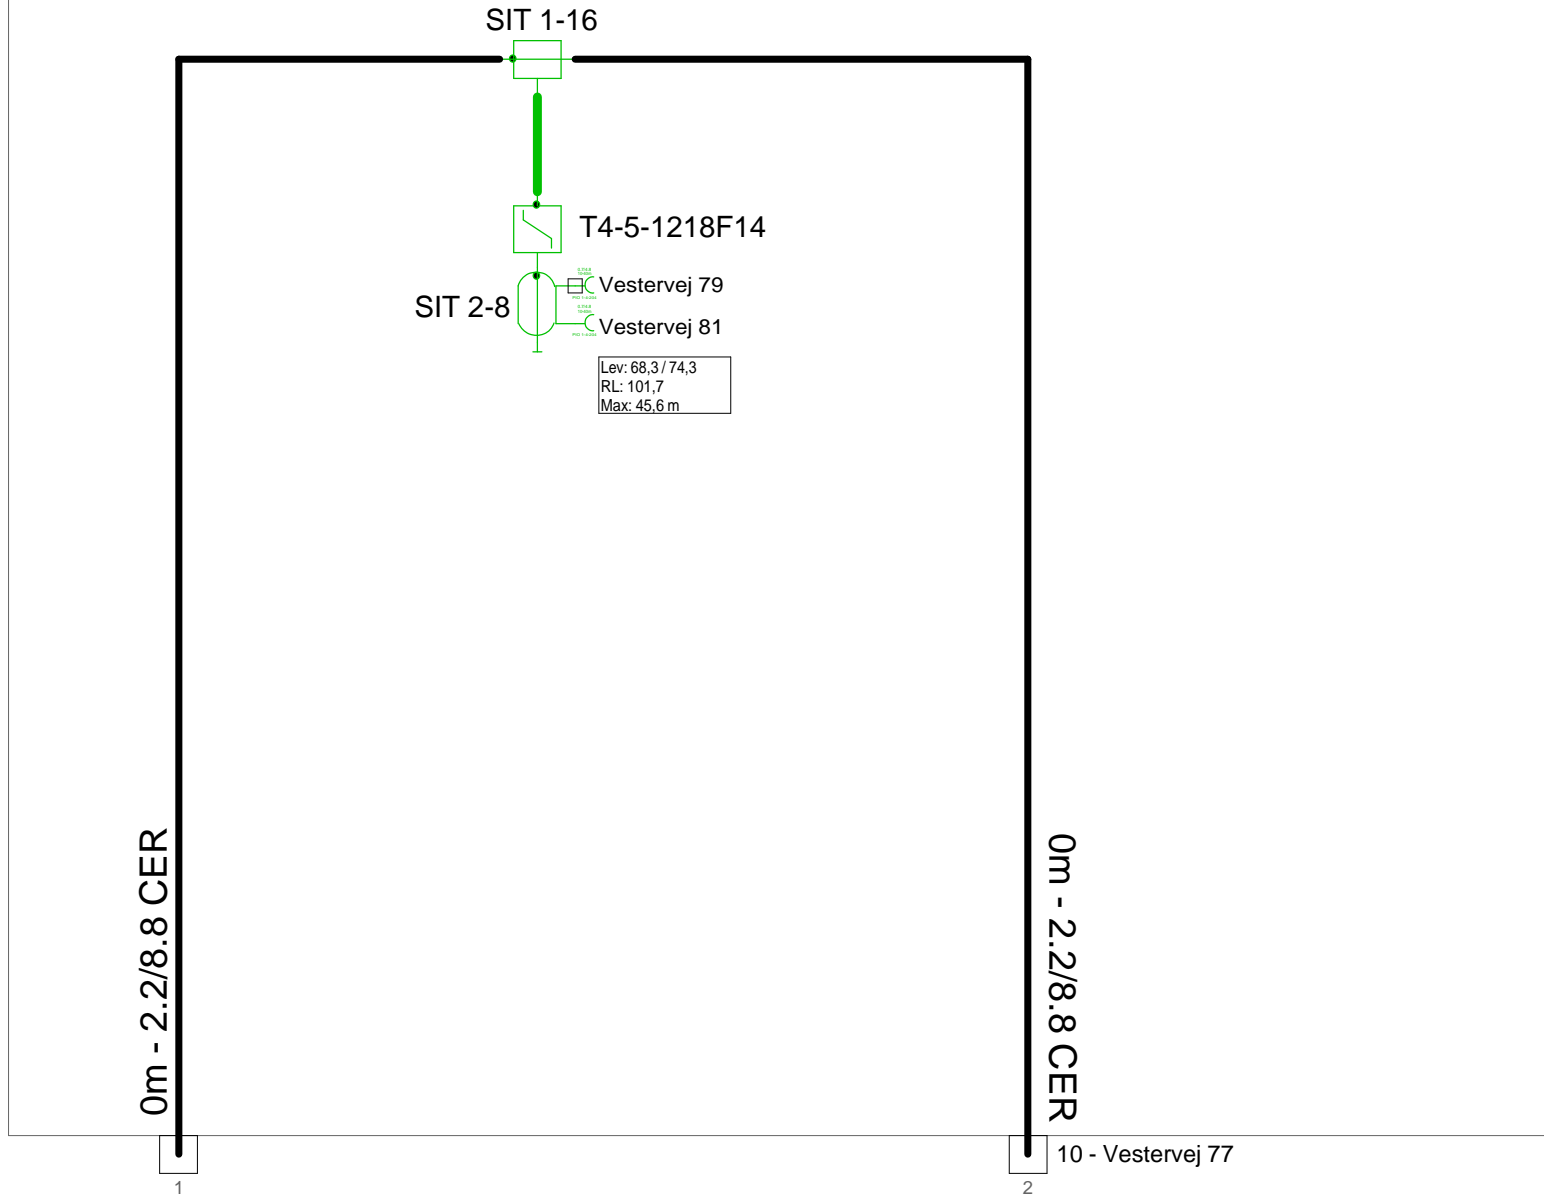 SIT 1-16
T4-5-1218F14
Vestervej 79
SIT 2-8
Vestervej 81
Lev: 68,3 / 74,3
RL: 101,7
Max: 45,6 m
0m - 2.2/8.8 CER
0m - 2.2/8.8 CER
10 - Vestervej 77
1
2